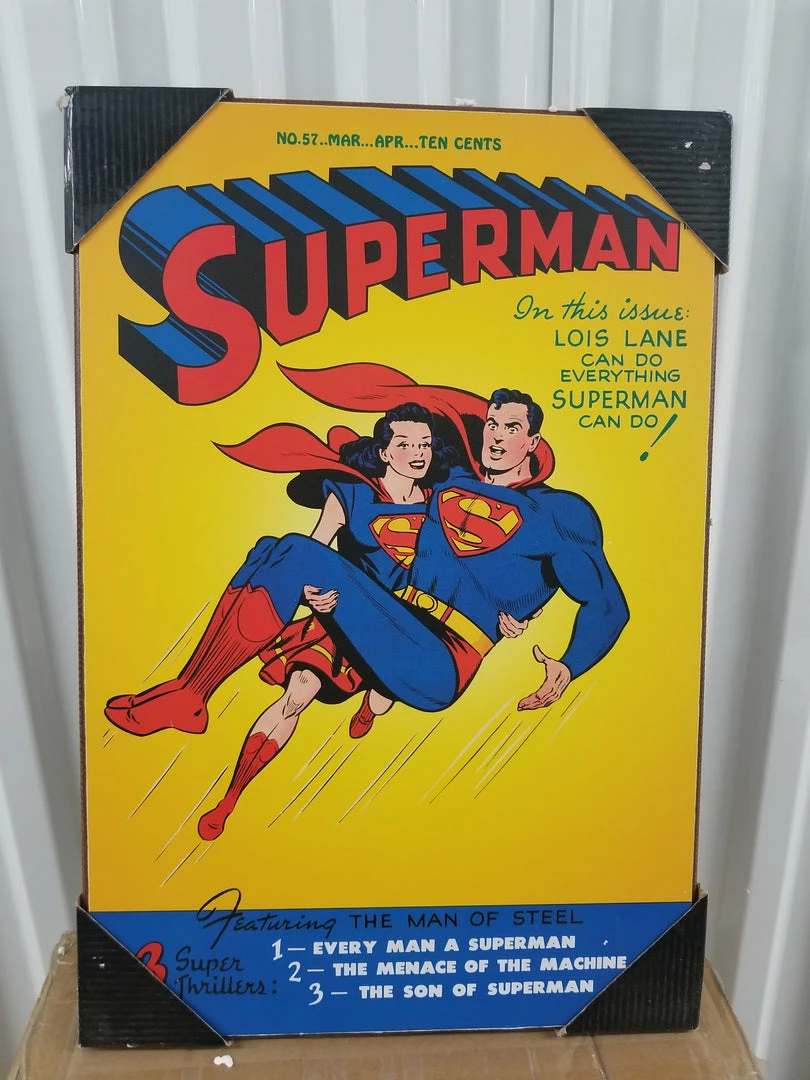 NO.57..MAR...APR...TEN CENTS
SUPERMAN
In this issue:
LOIS LANE
CAN DO
EVERYTHING
SUPERMAN
CAN DO!
S
S
Featuring THE MAN OF STEEL
3 Super
Thrillers:
1— EVERY MAN A SUPERMAN
2— THE MENACE OF THE MACHINE
3— THE SON OF SUPERMAN